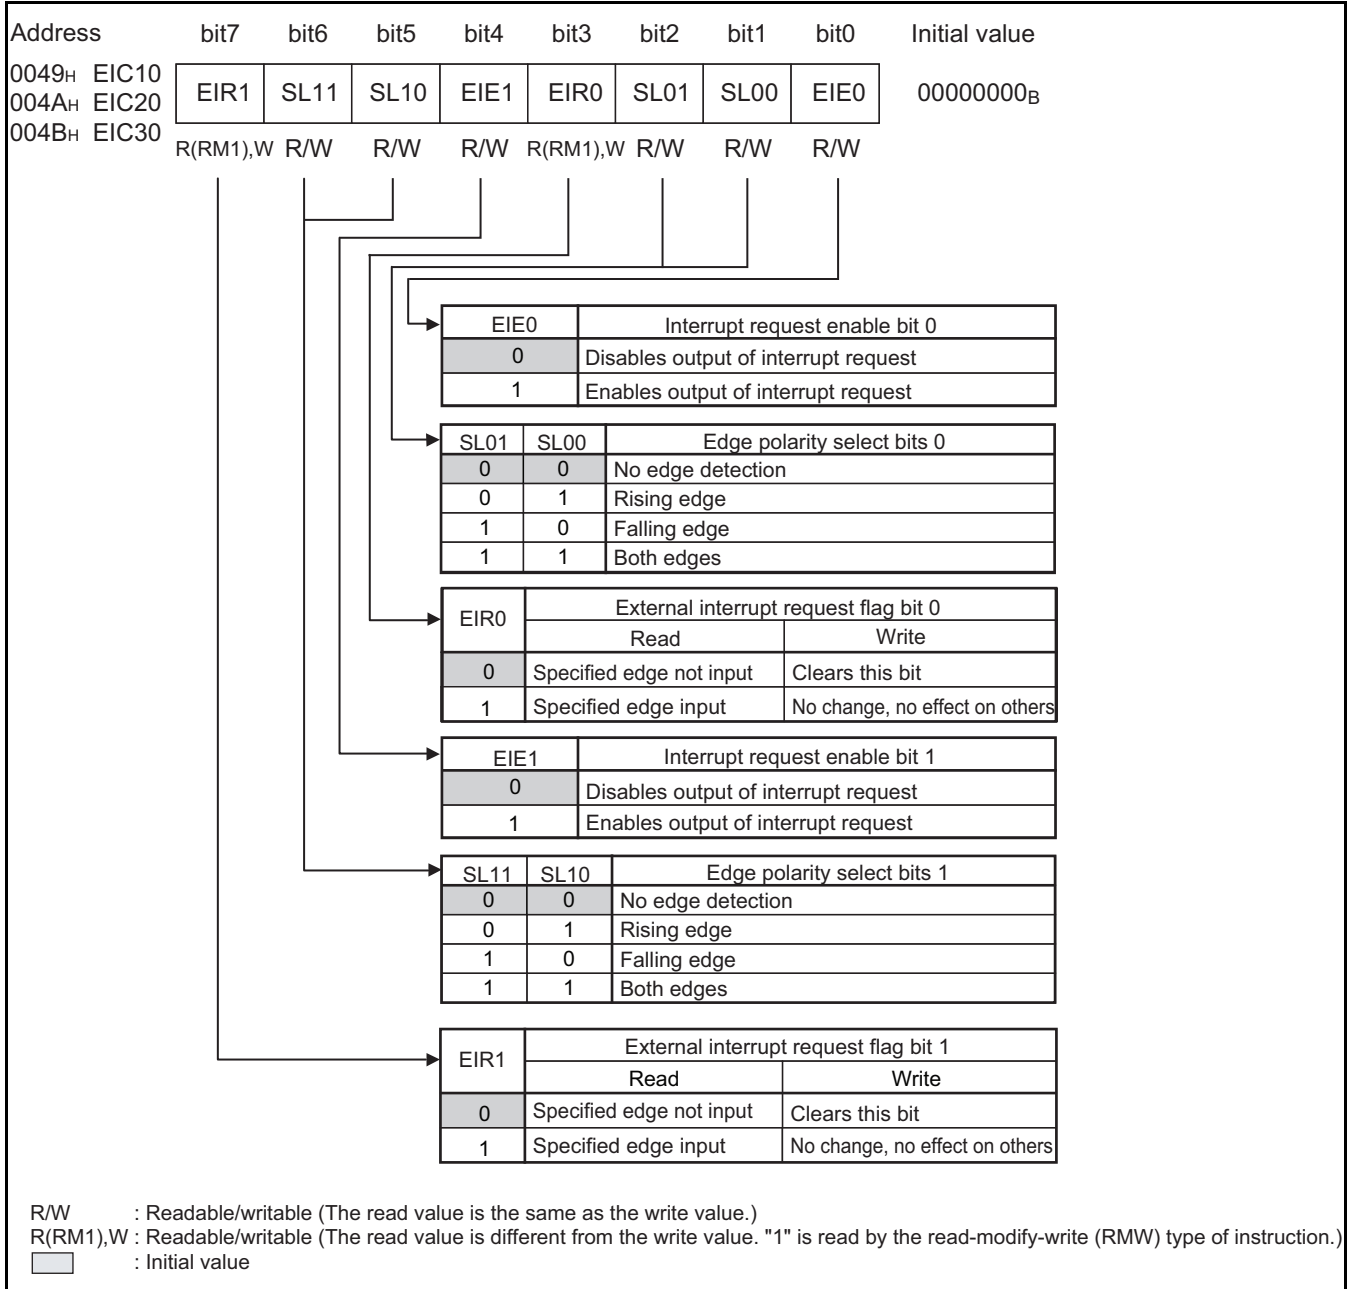 Address bit7 bit6 bit5 bit4 bit3 bit2 bit1 bit0 Initial value
0049H EIC10
004AH EIC20
004BH EIC30
EIR1 SL11 SL10 EIE1 EIR0 SL01 SL00 EIE0 00000000B
R(RM1),W R/W R/W R/W R(RM1),W R/W R/W R/W
EIE0 Interrupt request enable bit 0
0 Disables output of interrupt request
1 Enables output of interrupt request
SL01 SL00 Edge polarity select bits 0
0 0 No edge detection
0 1 Rising edge
1 0 Falling edge
1 1 Both edges
EIR0 External interrupt request flag bit 0
Read Write
0 Specified edge not input Clears this bit
1 Specified edge input No change, no effect on others
EIE1 Interrupt request enable bit 1
0 Disables output of interrupt request
1 Enables output of interrupt request
SL11 SL10 Edge polarity select bits 1
0 0 No edge detection
0 1 Rising edge
1 0 Falling edge
1 1 Both edges
EIR1 External interrupt request flag bit 1
Read Write
0 Specified edge not input Clears this bit
1 Specified edge input No change, no effect on others
R/W : Readable/writable (The read value is the same as the write value.)
R(RM1),W : Readable/writable (The read value is different from the write value. "1" is read by the read-modify-write (RMW) type of instruction.)
: Initial value